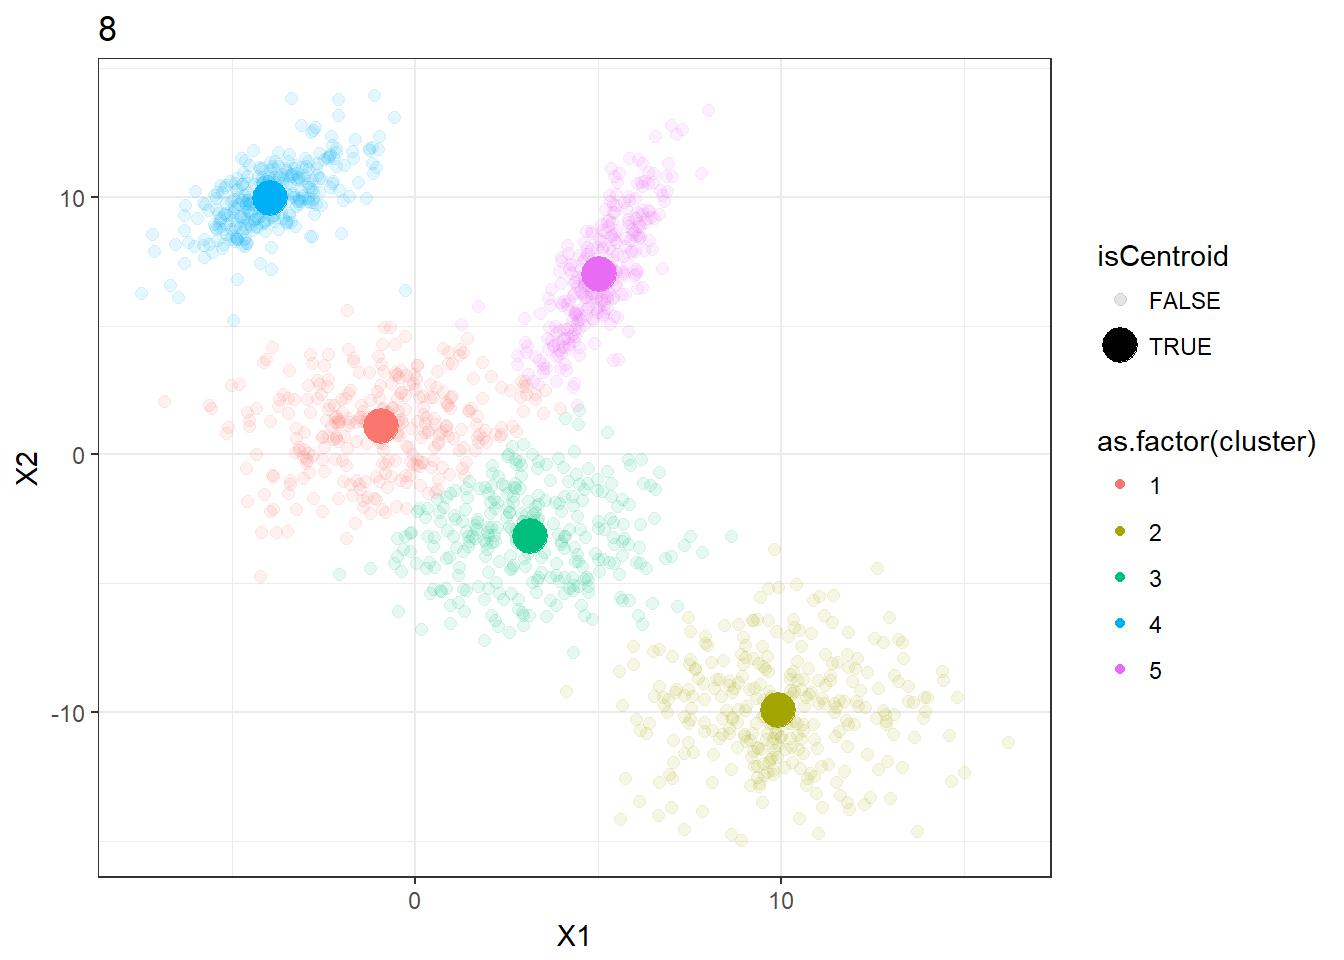 8
10
0
-10
X2
0
10
X1
isCentroid
FALSE
TRUE
as.factor(cluster)
1
2
3
4
5